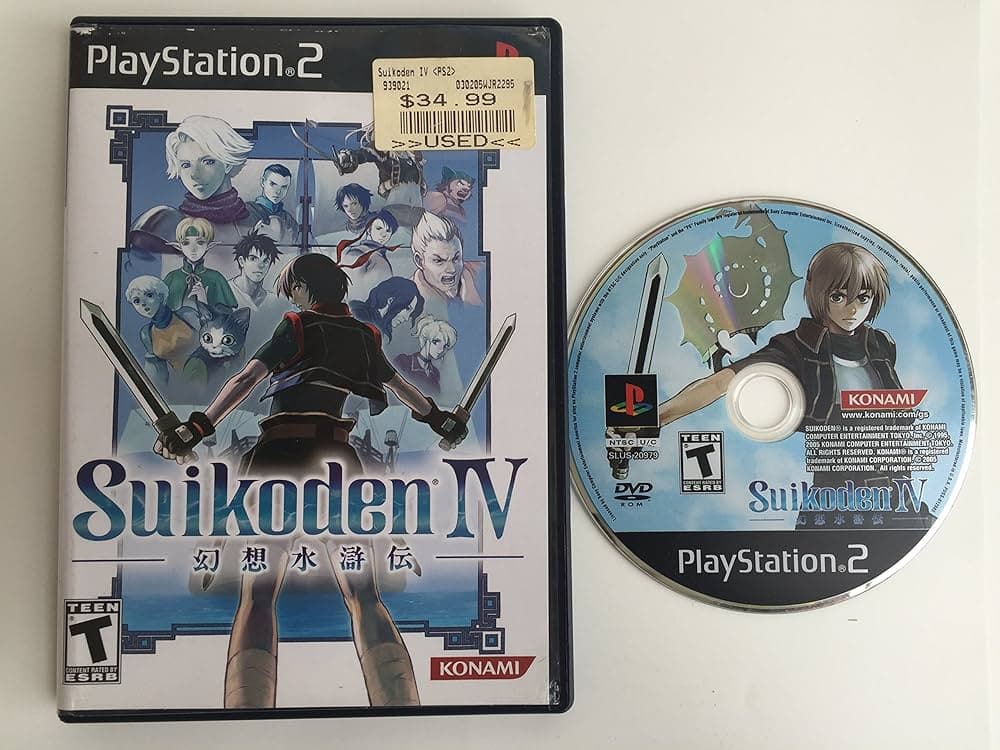 PlayStation®2
Suikoden IV <PS2>
939021 030205WJR2295
$34.99
>>USED<<
Suikoden® IV
幻想水滸伝
TEEN
T
CONTENT RATED BY
ESRB
KONAMI
NTSC U/C
SLUS 20979
DVD
ROM
TEEN
T
ESRB
KONAMI
www.konami.com/gs
SUIKODEN® is a registered trademark of KONAMI
COMPUTER ENTERTAINMENT TOKYO, Inc. © 1995,
2005 KONAMI COMPUTER ENTERTAINMENT TOKYO
ALL RIGHTS RESERVED. KONAMI® is a registered
trademark of KONAMI CORPORATION. © 2005
KONAMI CORPORATION. All rights reserved.
Suikoden IV
幻想水滸伝
PlayStation®2